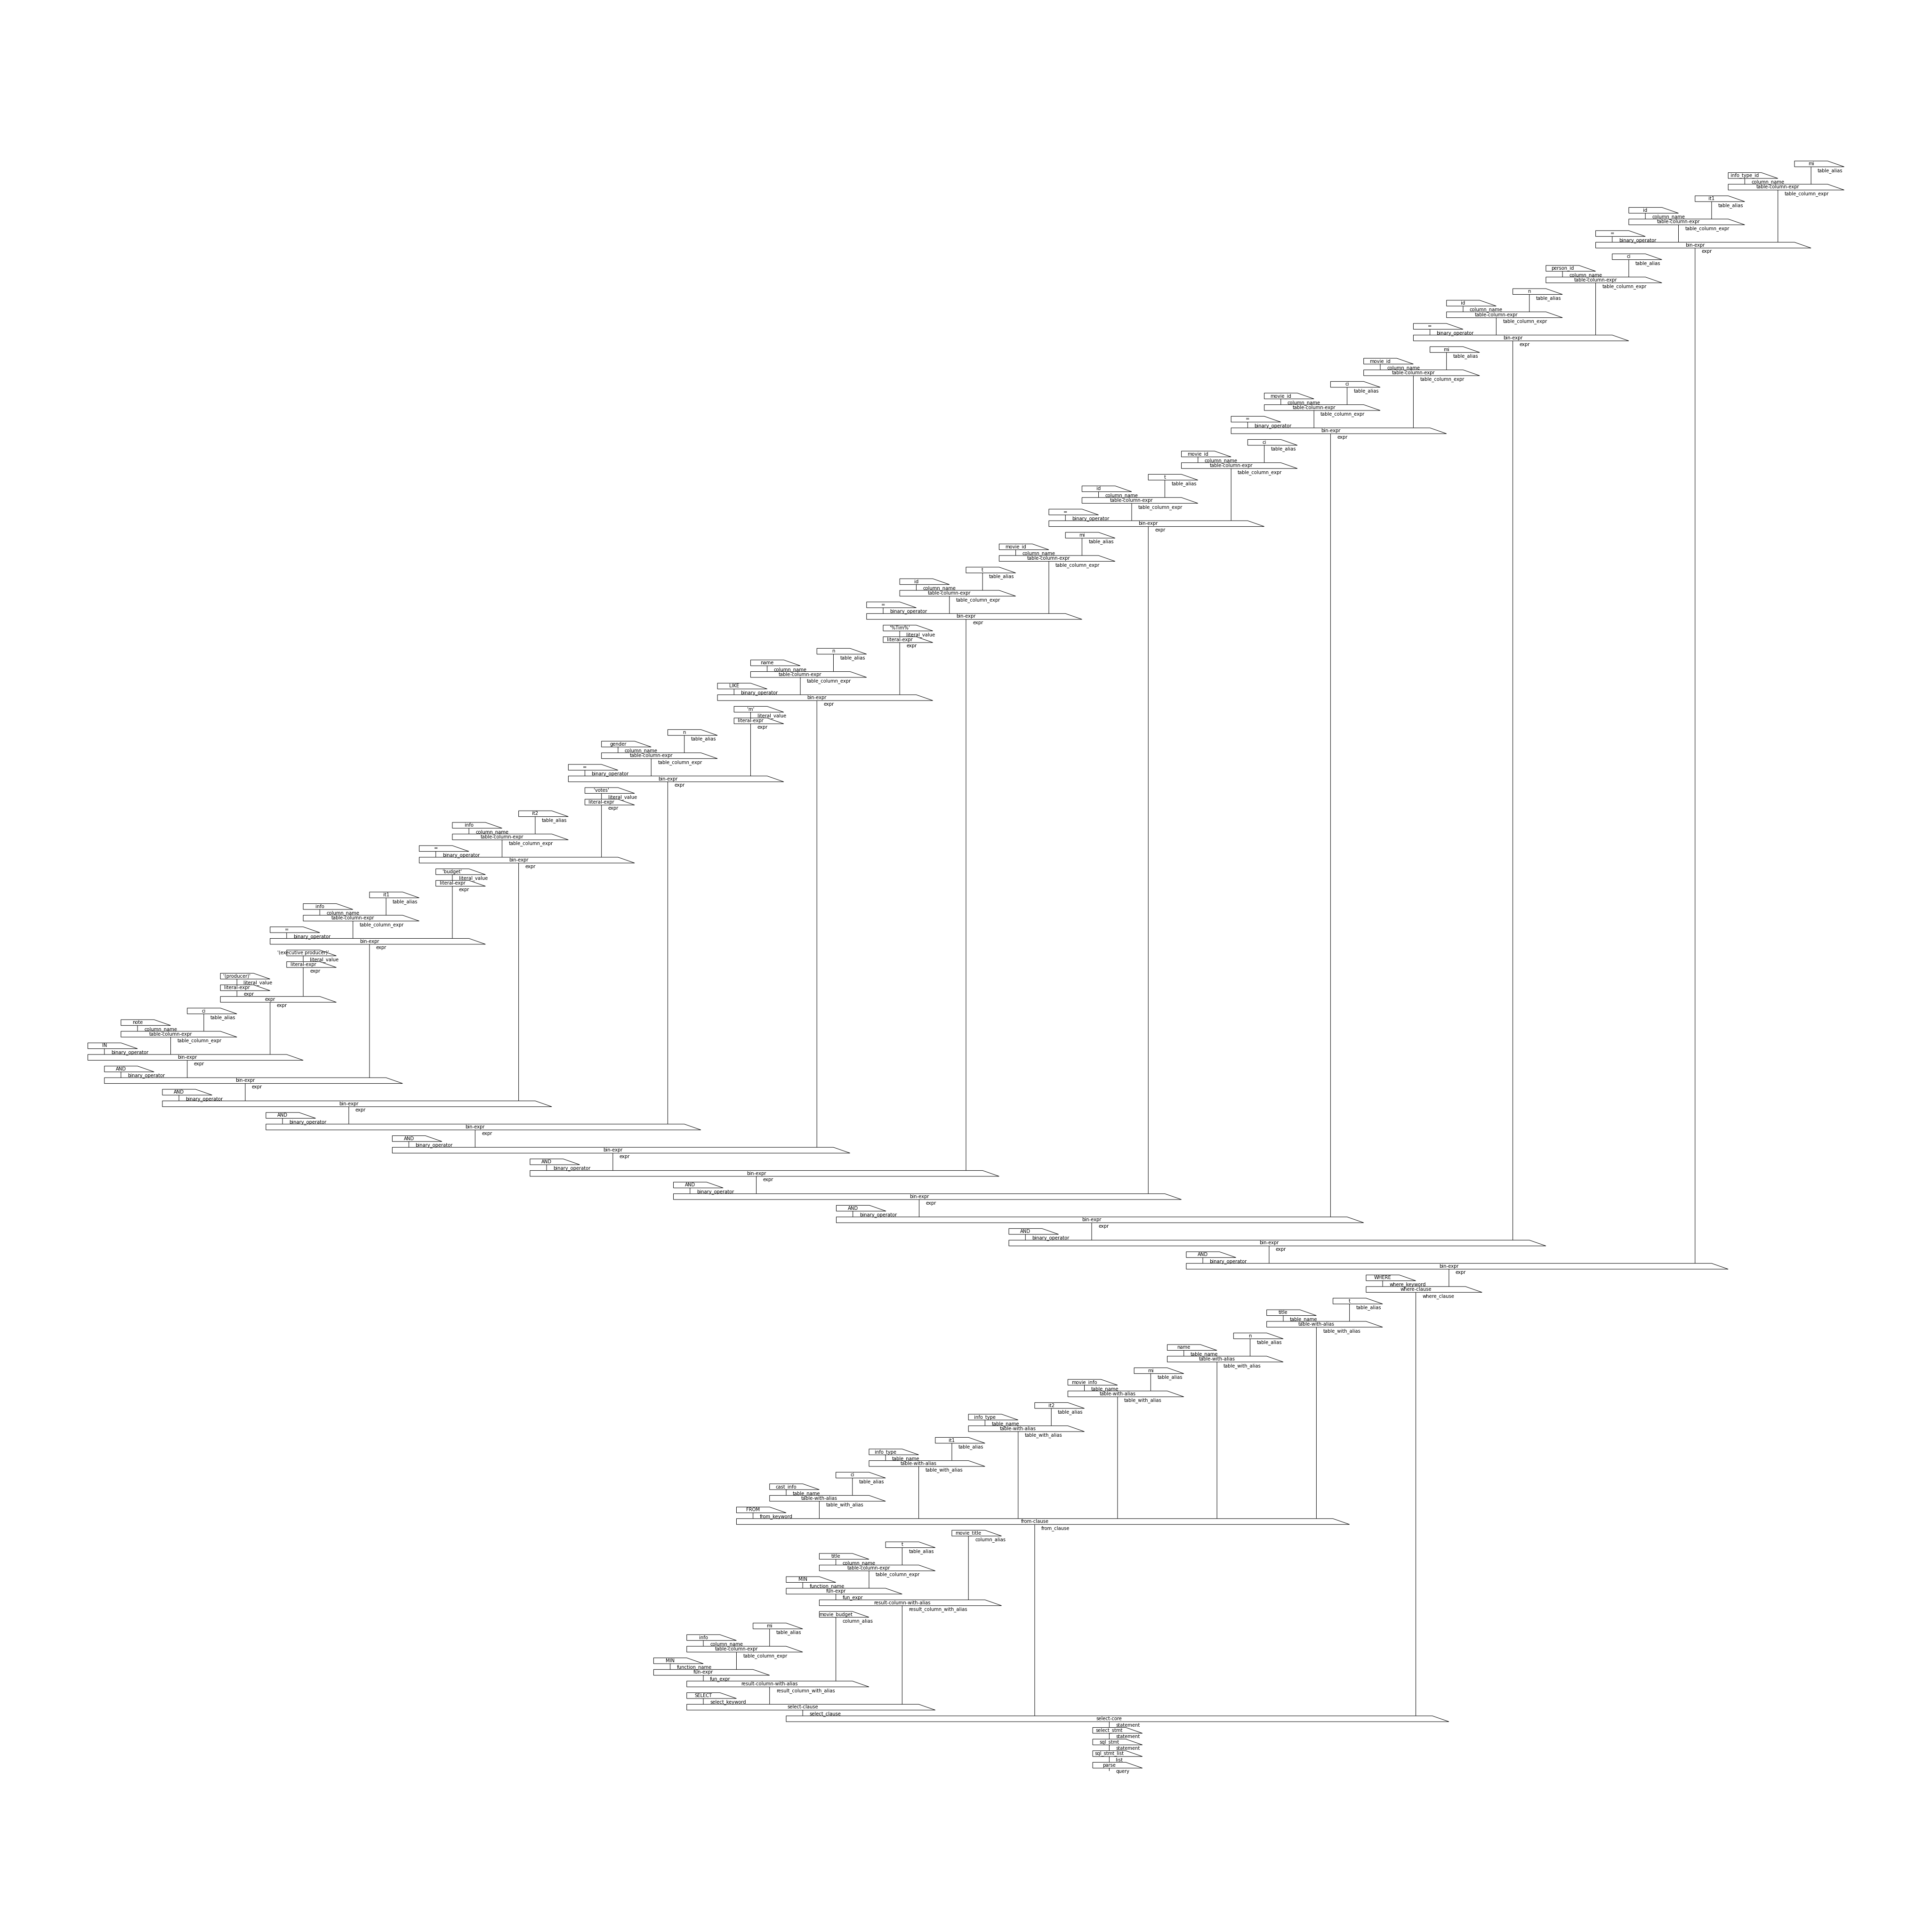 mi
table_alias
info_type_id
column_name
table-column-expr
table_column_expr
it1
table_alias
id
column_name
table-column-expr
table_column_expr
=
binary_operator
bin-expr
expr
ci
table_alias
person_id
column_name
table-column-expr
table_column_expr
n
table_alias
id
column_name
table-column-expr
table_column_expr
=
binary_operator
bin-expr
expr
mi
table_alias
movie_id
column_name
table-column-expr
table_column_expr
ci
table_alias
movie_id
column_name
table-column-expr
table_column_expr
=
binary_operator
bin-expr
expr
ci
table_alias
movie_id
column_name
table-column-expr
table_column_expr
t
table_alias
id
column_name
table-column-expr
table_column_expr
=
binary_operator
bin-expr
expr
mi
table_alias
movie_id
column_name
table-column-expr
table_column_expr
t
table_alias
id
column_name
table-column-expr
table_column_expr
=
binary_operator
bin-expr
expr
'%Tim%'
literal_value
literal-expr
expr
n
table_alias
name
column_name
table-column-expr
table_column_expr
LIKE
binary_operator
bin-expr
expr
'm'
literal_value
literal-expr
expr
n
table_alias
gender
column_name
table-column-expr
table_column_expr
=
binary_operator
bin-expr
expr
'votes'
literal_value
literal-expr
expr
it2
table_alias
info
column_name
table-column-expr
table_column_expr
=
binary_operator
bin-expr
expr
'budget'
literal_value
literal-expr
expr
it1
table_alias
info
column_name
table-column-expr
table_column_expr
=
binary_operator
bin-expr
expr
'(executive producer)'
literal_value
literal-expr
expr
'(producer)'
literal_value
literal-expr
expr
expr
expr
ci
table_alias
note
column_name
table-column-expr
table_column_expr
IN
binary_operator
bin-expr
expr
AND
binary_operator
bin-expr
expr
AND
binary_operator
bin-expr
expr
AND
binary_operator
bin-expr
expr
AND
binary_operator
bin-expr
expr
AND
binary_operator
bin-expr
expr
AND
binary_operator
bin-expr
expr
AND
binary_operator
bin-expr
expr
AND
binary_operator
bin-expr
expr
AND
binary_operator
bin-expr
expr
WHERE
where_keyword
where-clause
where_clause
t
table_alias
title
table_name
table-with-alias
table_with_alias
n
table_alias
name
table_name
table-with-alias
table_with_alias
mi
table_alias
movie_info
table_name
table-with-alias
table_with_alias
it2
table_alias
info_type
table_name
table-with-alias
table_with_alias
it1
table_alias
info_type
table_name
table-with-alias
table_with_alias
ci
table_alias
cast_info
table_name
table-with-alias
table_with_alias
FROM
from_keyword
from-clause
from_clause
movie_title
column_alias
t
table_alias
title
column_name
table-column-expr
table_column_expr
MIN
function_name
fun-expr
fun_expr
result-column-with-alias
result_column_with_alias
movie_budget
column_alias
mi
table_alias
info
column_name
table-column-expr
table_column_expr
MIN
function_name
fun-expr
fun_expr
result-column-with-alias
result_column_with_alias
SELECT
select_keyword
select-clause
select_clause
select-core
statement
select_stmt
statement
sql_stmt
statement
sql_stmt_list
list
parse
query